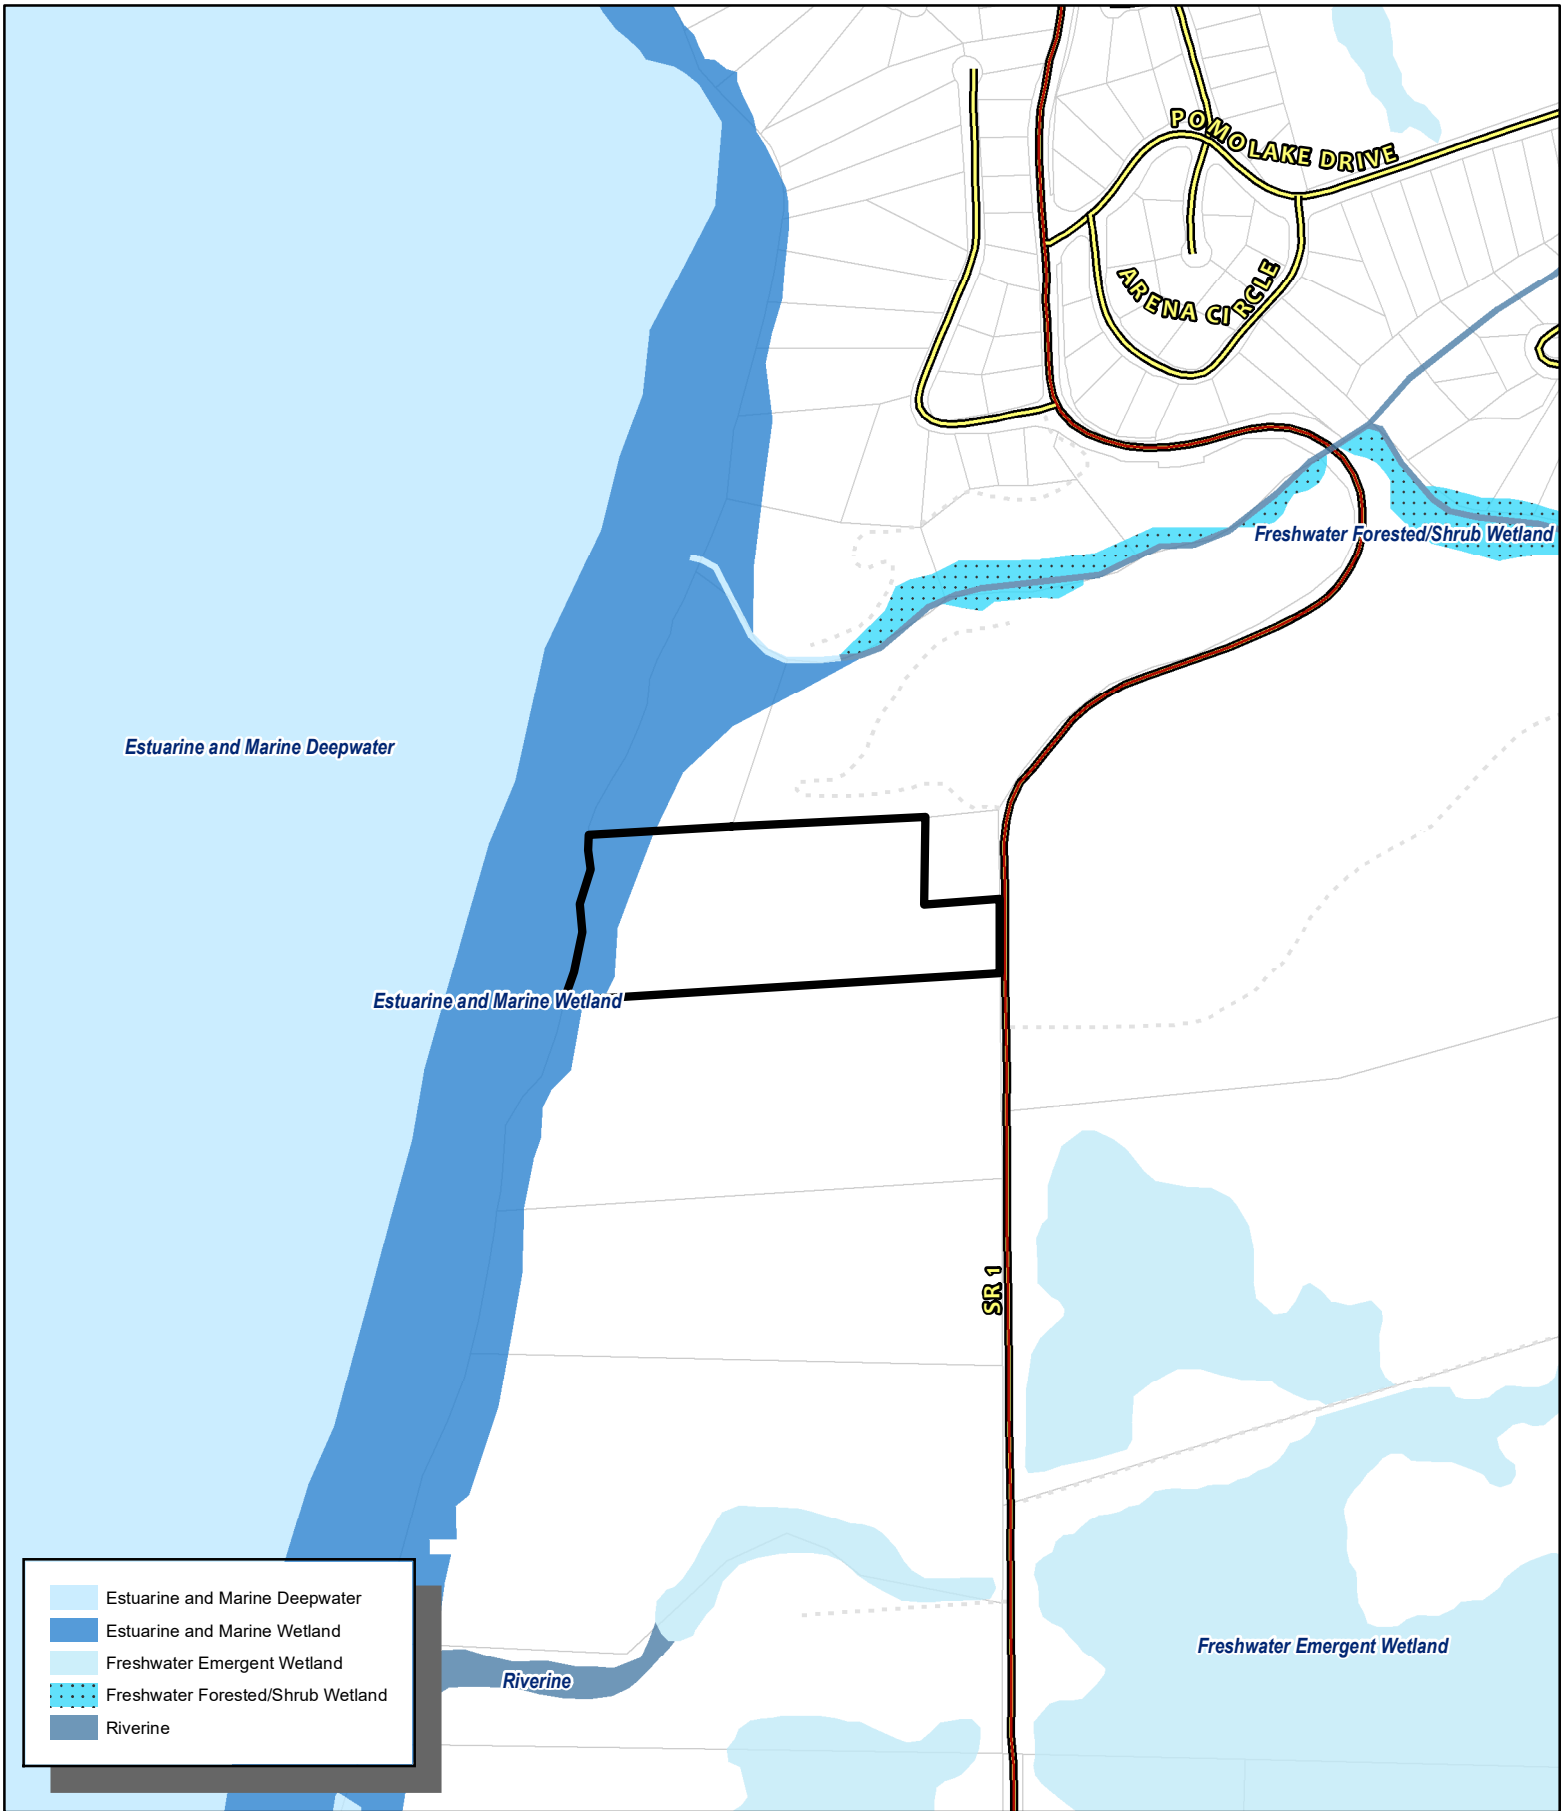 POMOLAKE DRIVE
ARENA CIRCLE
Freshwater Forested/Shrub Wetland
Estuarine and Marine Deepwater
Estuarine and Marine Wetland
SR 1
Freshwater Emergent Wetland
Riverine
Estuarine and Marine Deepwater
Estuarine and Marine Wetland
Freshwater Emergent Wetland
Freshwater Forested/Shrub Wetland
Riverine